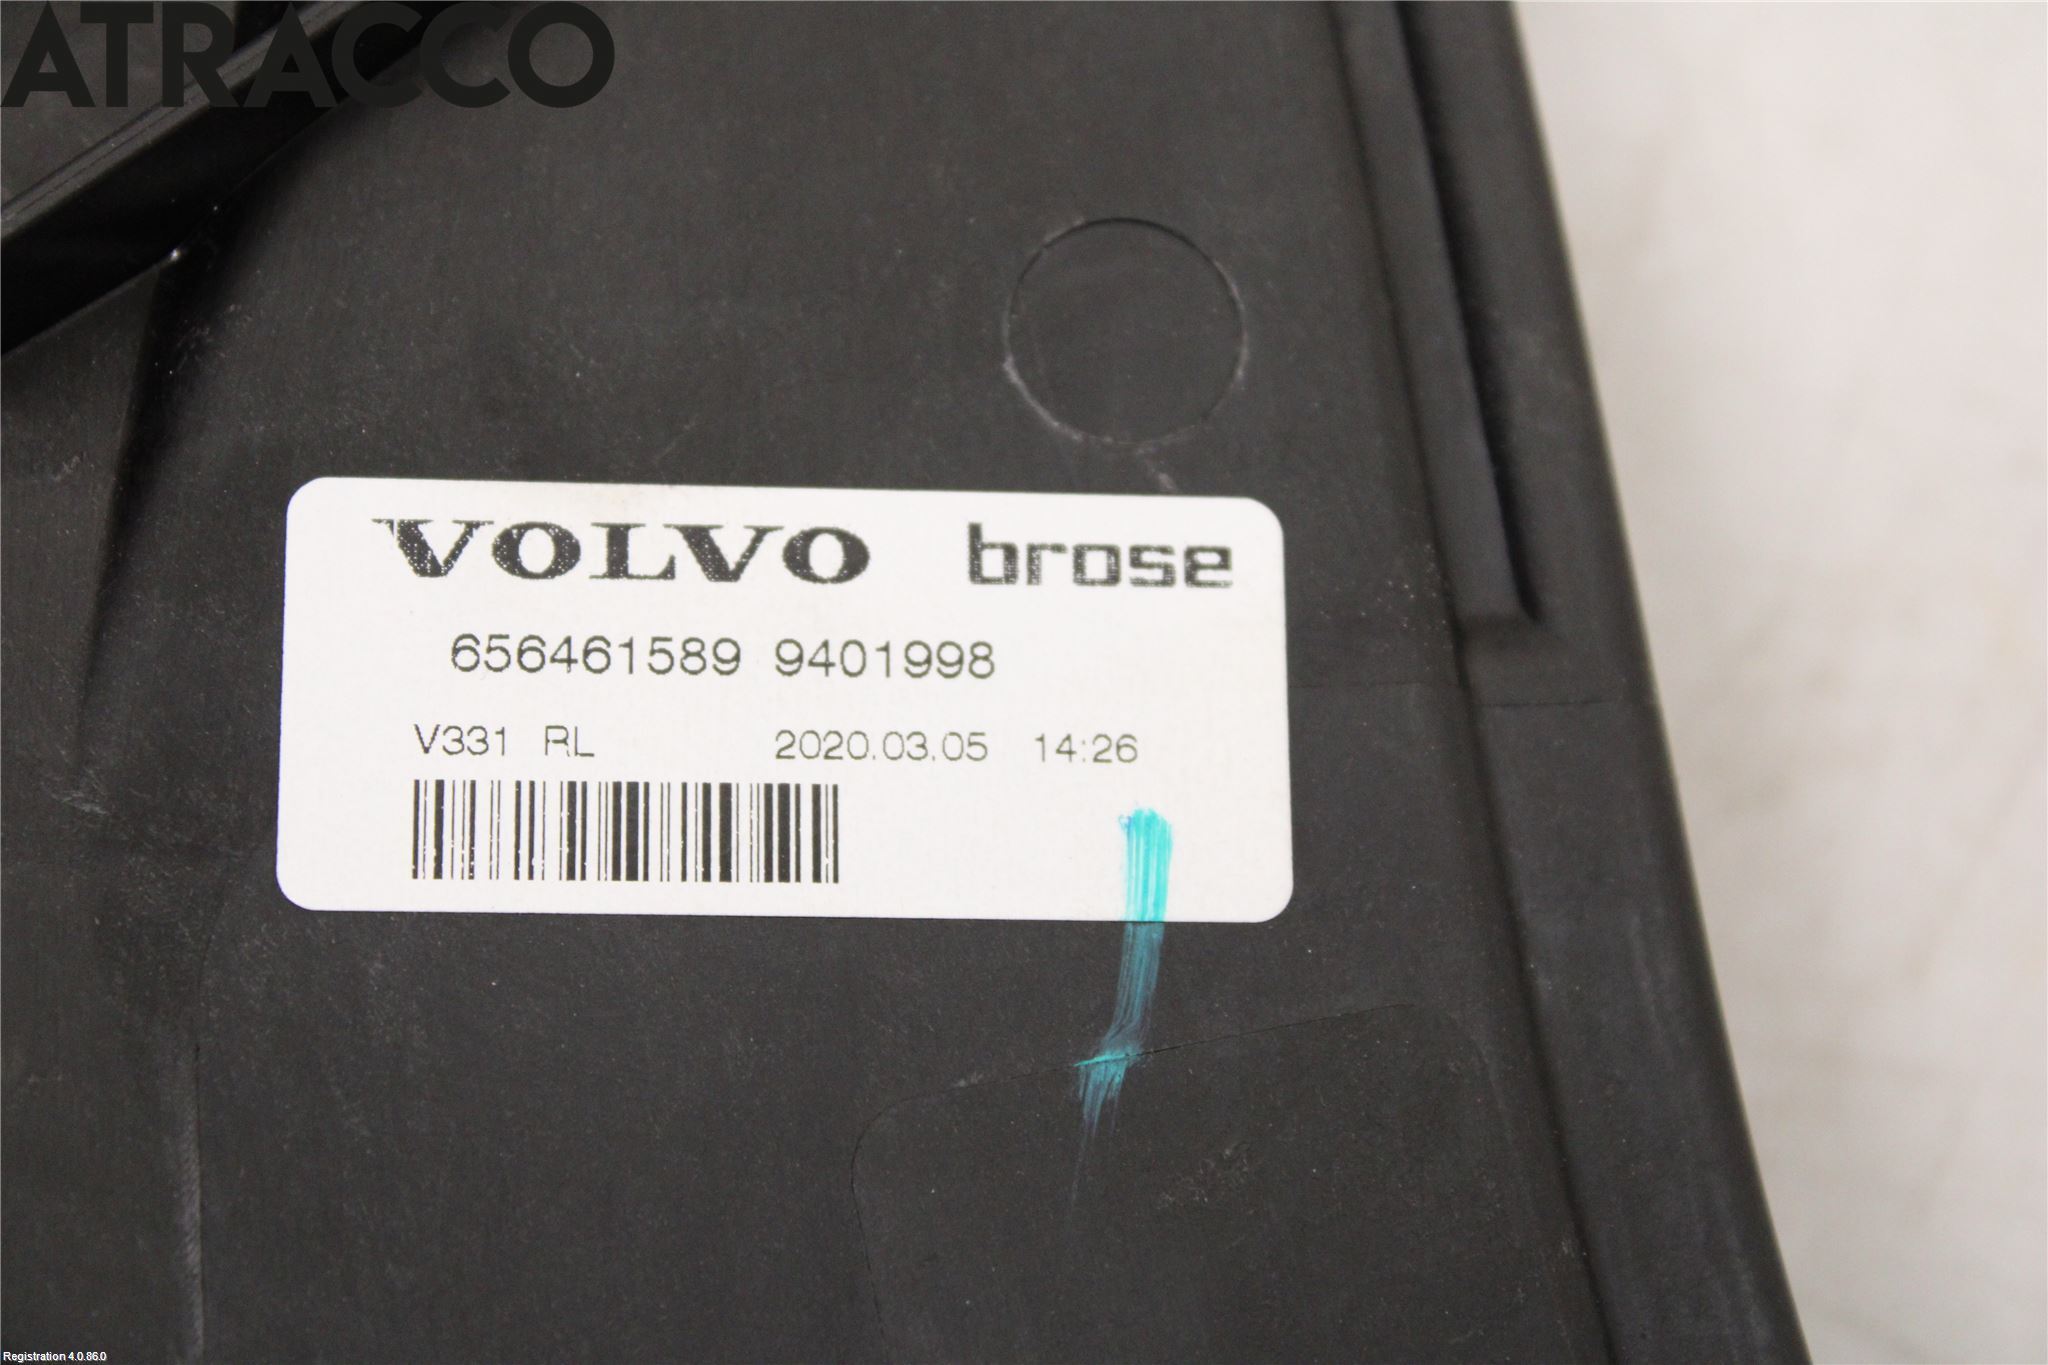 ATRACCO
VOLVO brose
656461589 9401998
V331 RL 2020.03.05 14:26
Registration 4.0.86.0